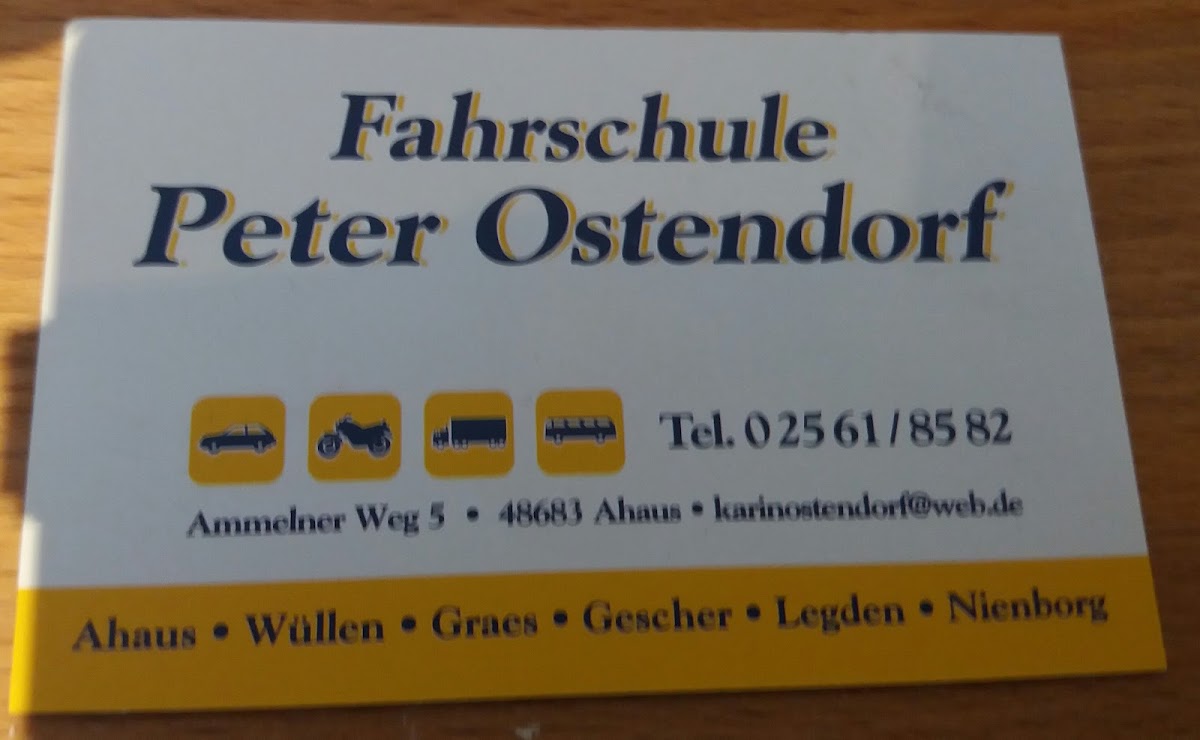 Fahrschule
Peter Ostendorf
Tel. 0 25 61 / 85 82
Ammelner Weg 5 • 48683 Ahaus • karinostendorf@web.de
Ahaus • Wüllen • Graes • Gescher • Legden • Nienborg